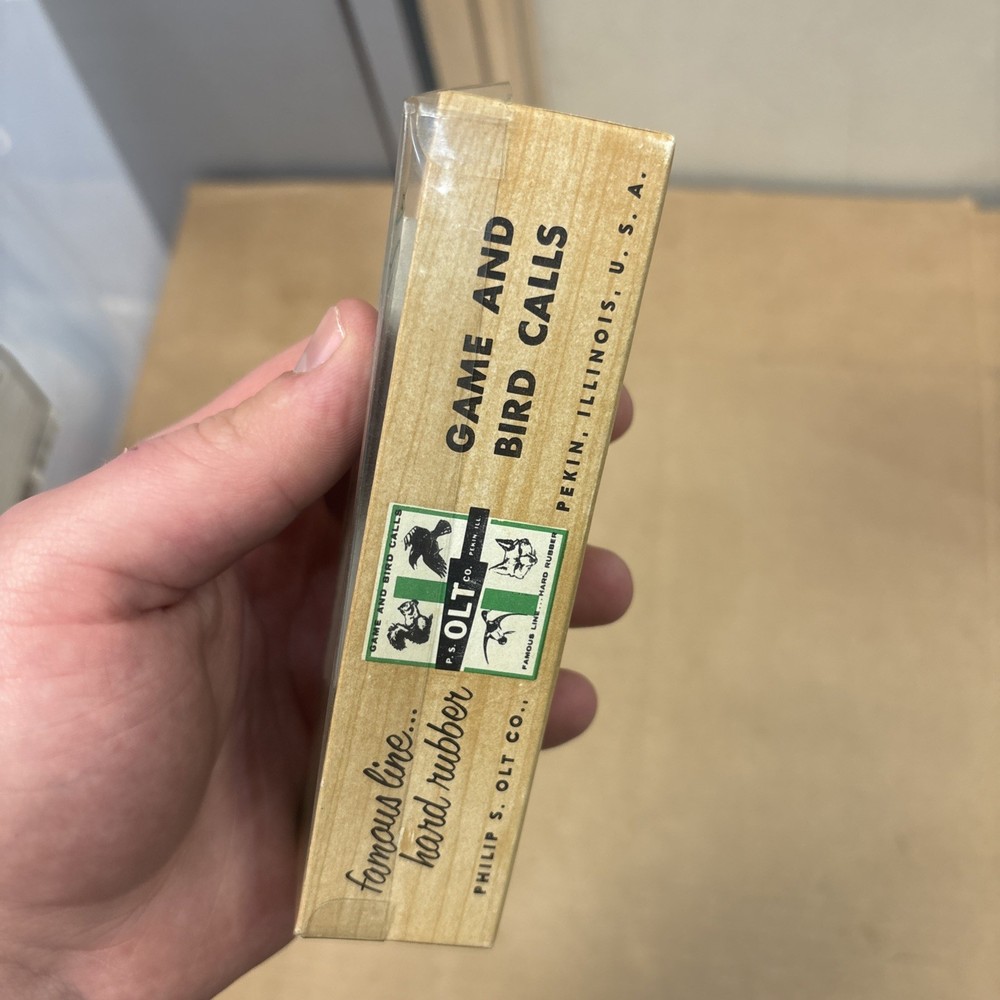 famous line...
hard rubber
GAME AND BIRD CALLS
P. S. OLT CO. PEKIN, ILL.
FAMOUS LINE...HARD RUBBER
GAME AND
BIRD CALLS
PHILIP S. OLT CO., PEKIN, ILLINOIS, U. S. A.